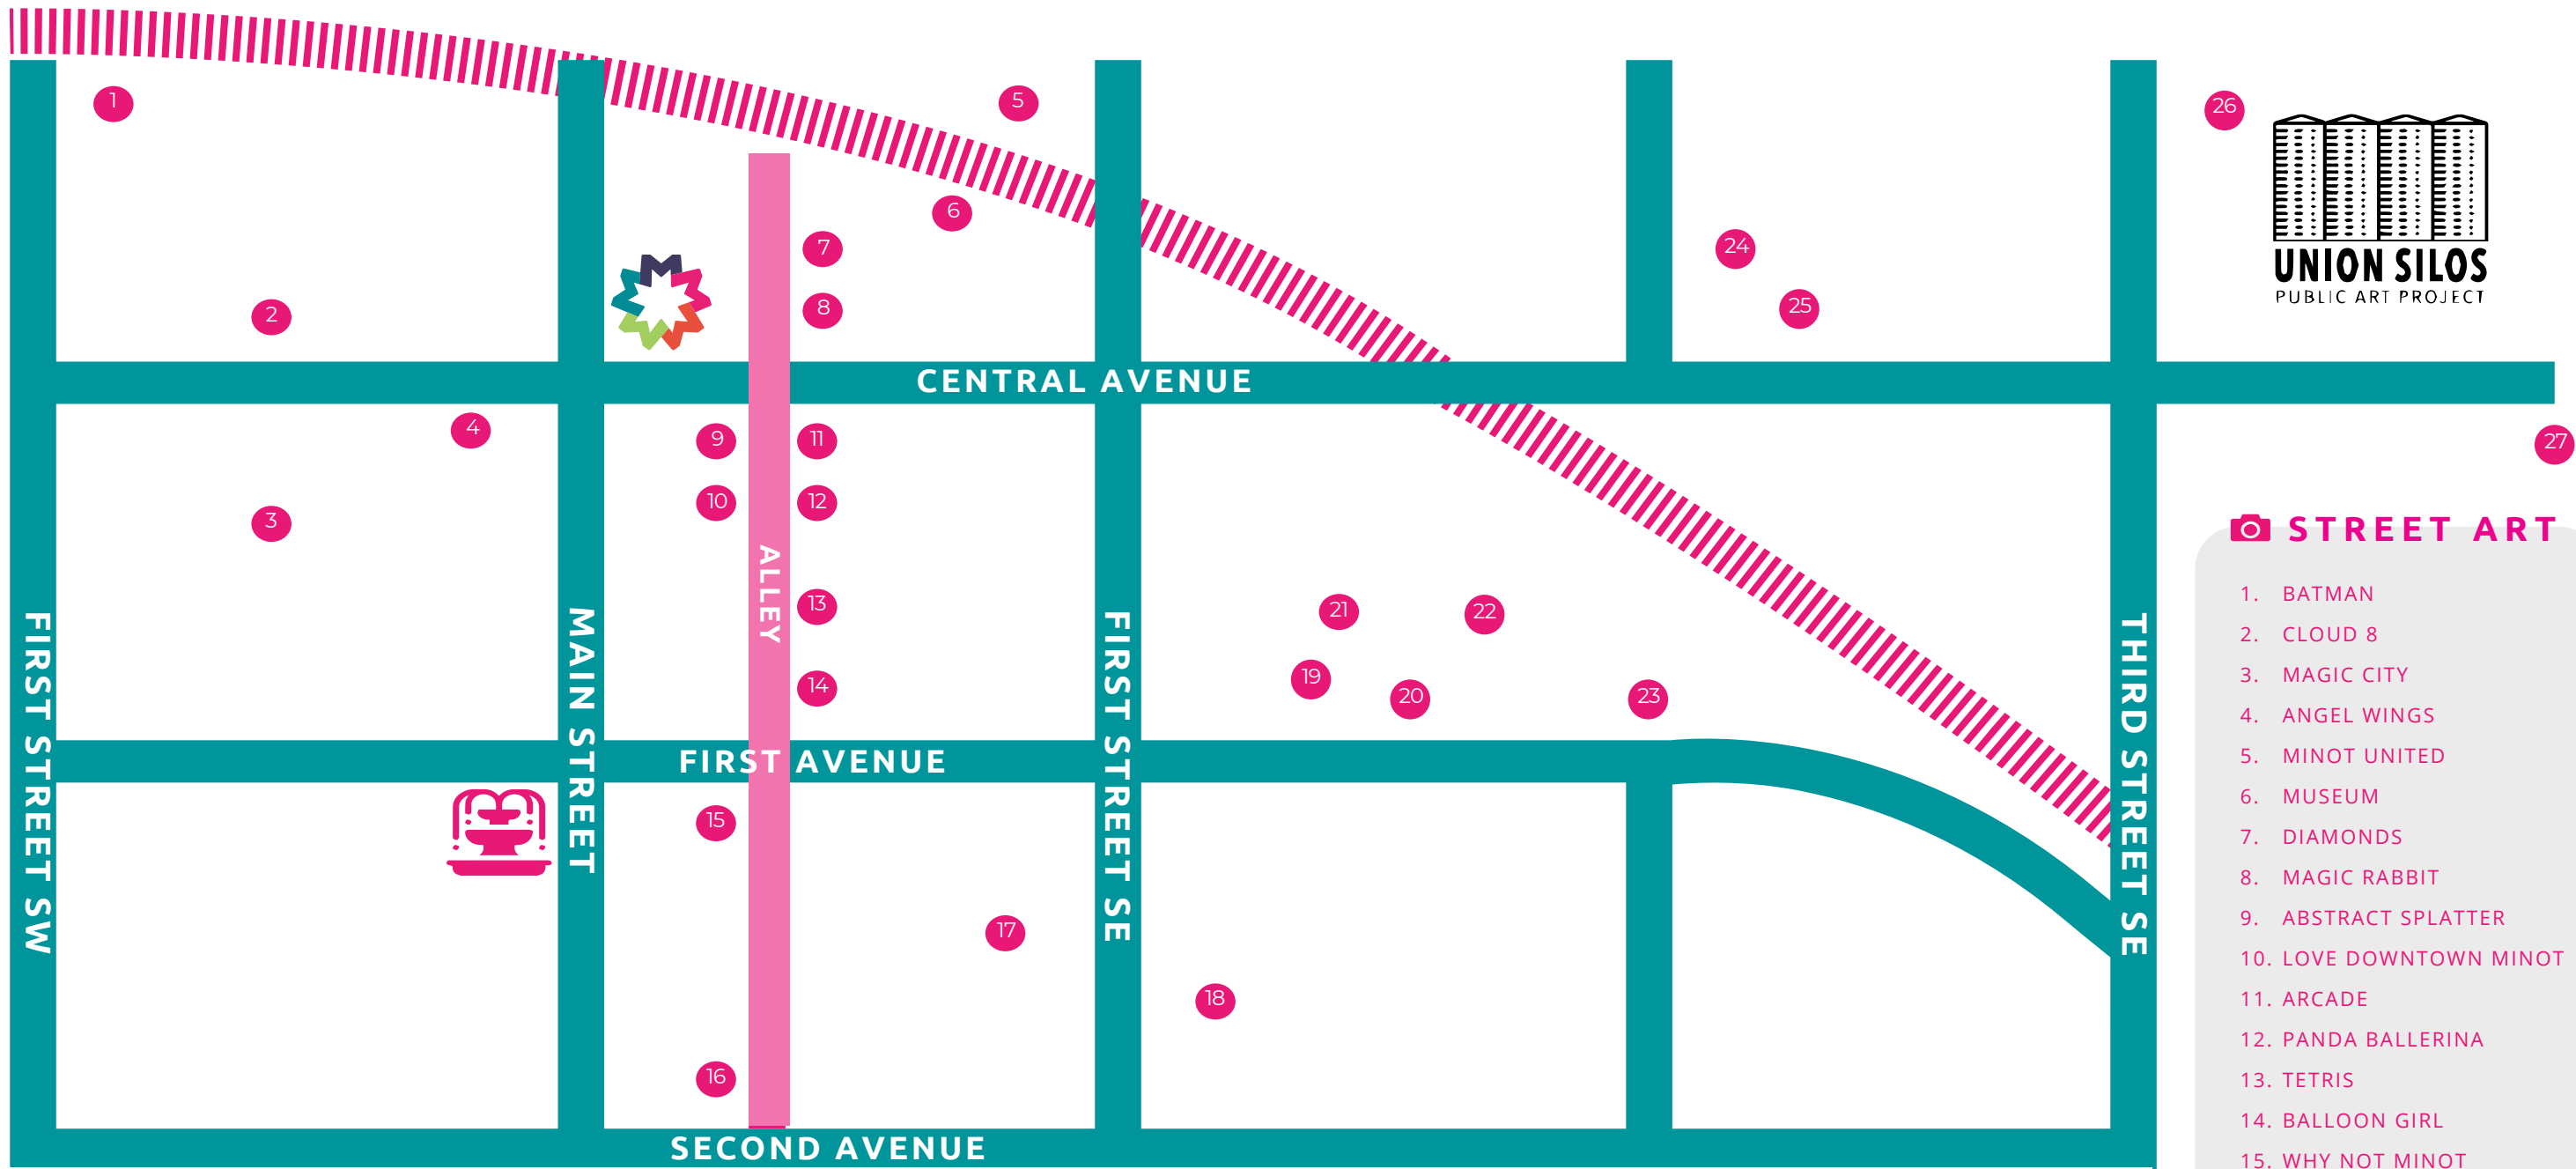 1
5
26
6
7
24
8
25
2
UNION SILOS
PUBLIC ART PROJECT
CENTRAL AVENUE
4
9
11
27
10
12
3
ALLEY
13
21
22
14
19
20
23
FIRST STREET SW
MAIN STREET
FIRST STREET SE
THIRD STREET SE
FIRST AVENUE
15
17
18
16
SECOND AVENUE
STREET ART
1. BATMAN
2. CLOUD 8
3. MAGIC CITY
4. ANGEL WINGS
5. MINOT UNITED
6. MUSEUM
7. DIAMONDS
8. MAGIC RABBIT
9. ABSTRACT SPLATTER
10. LOVE DOWNTOWN MINOT
11. ARCADE
12. PANDA BALLERINA
13. TETRIS
14. BALLOON GIRL
15. WHY NOT MINOT